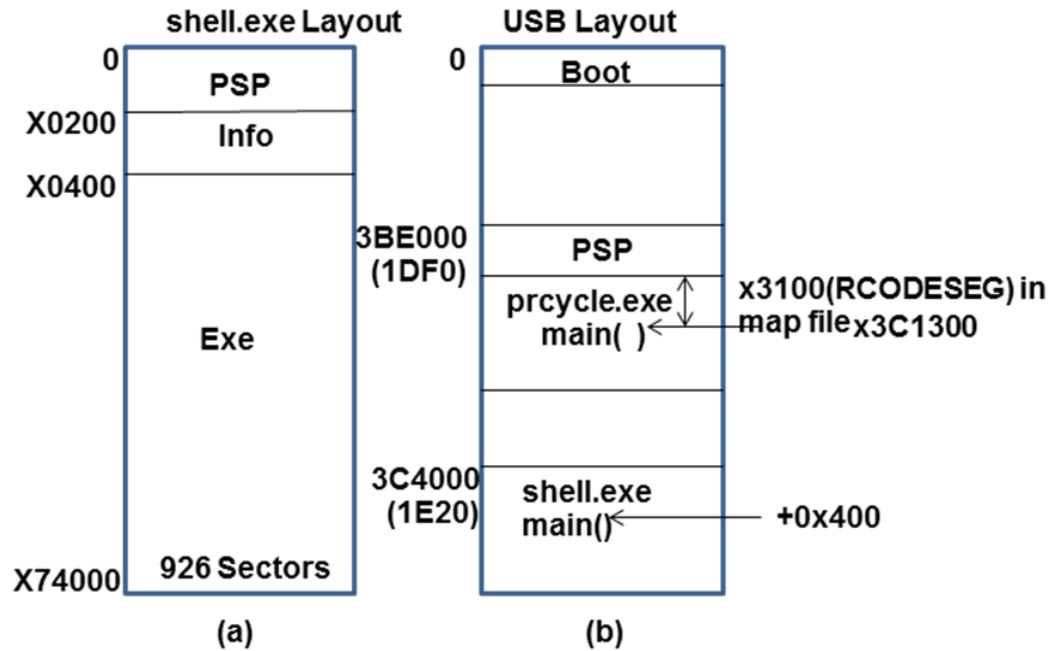 shell.exe Layout
0
PSP
X0200
Info
X0400
Exe
X74000
926 Sectors
(a)
USB Layout
0
Boot
3BE000
(1DF0)
PSP
prcycle.exe
main( )
x3100(RCODESEG) in
map file x3C1300
3C4000
(1E20)
shell.exe
main()
+0x400
(b)